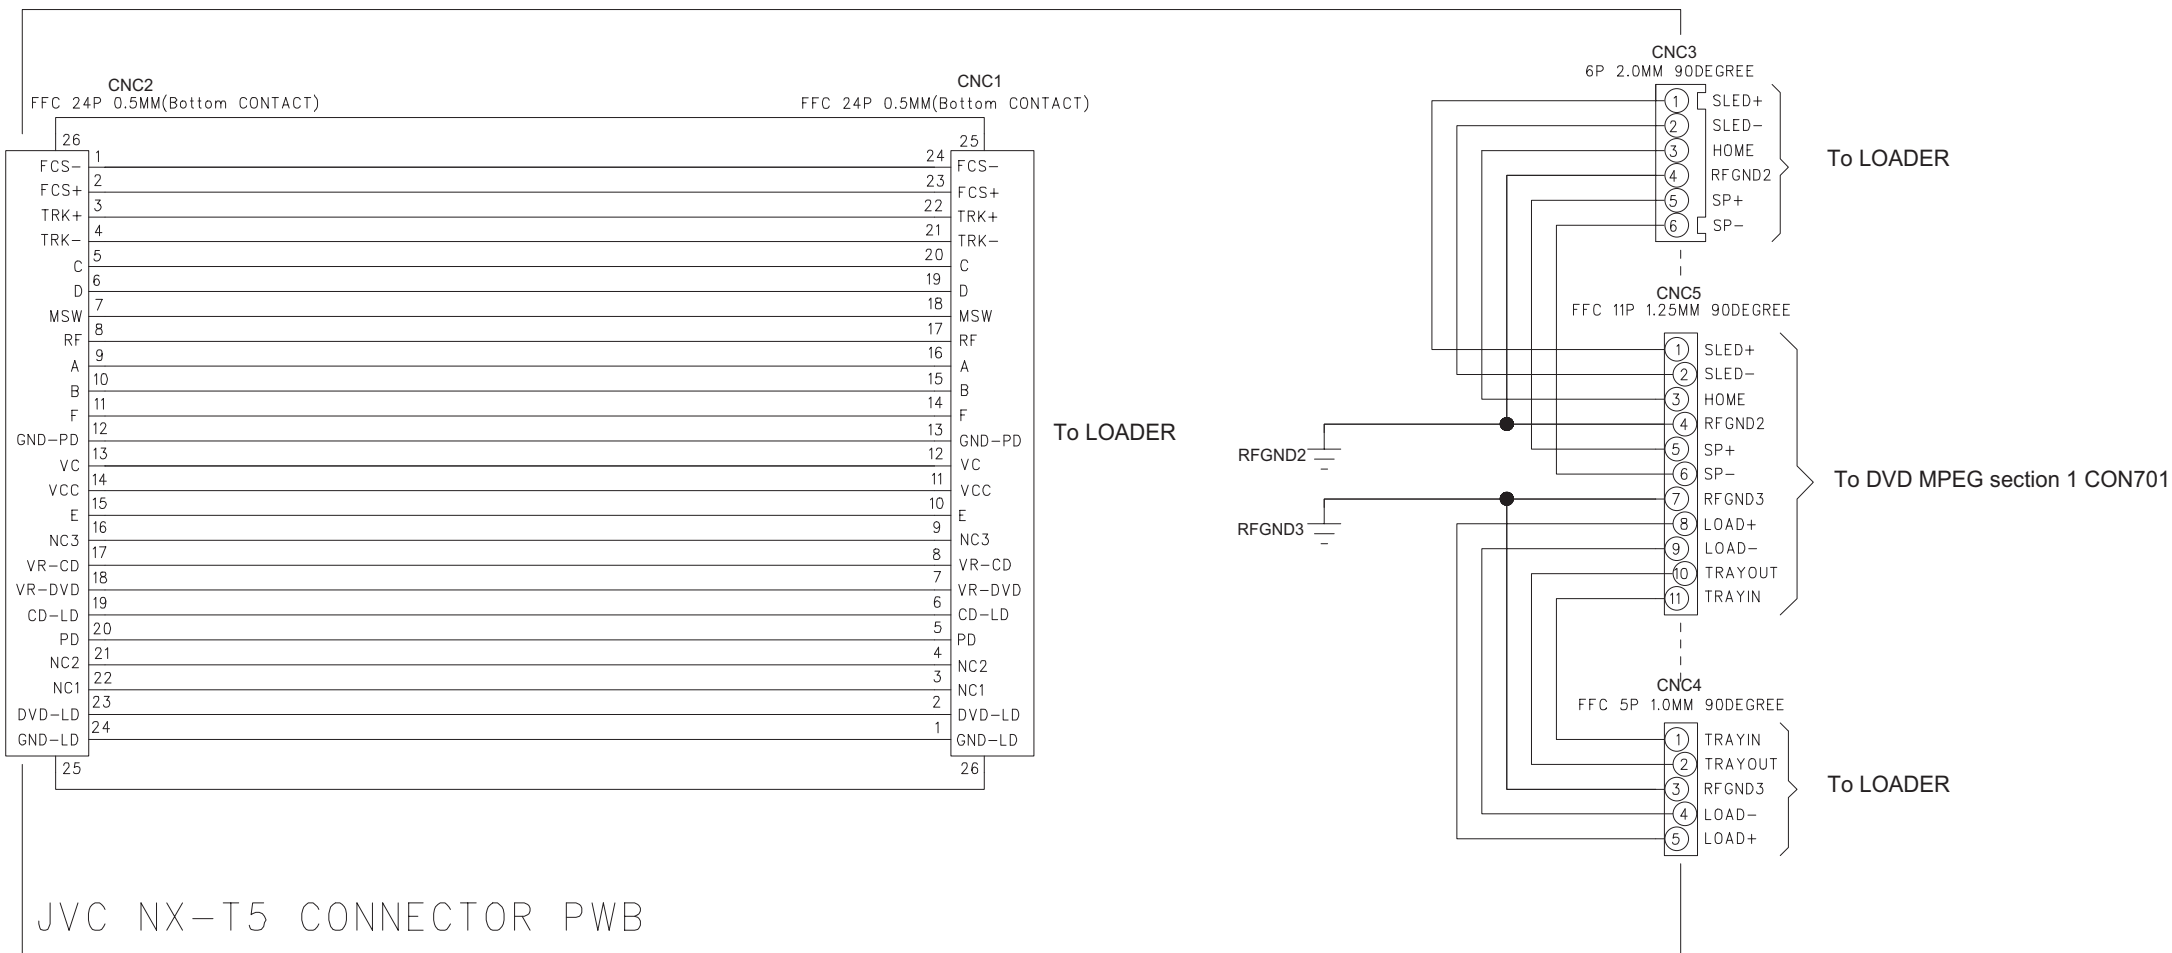 CNC2
FFC 24P 0.5MM(Bottom CONTACT)
26
FCS- 1
FCS+ 2
TRK+ 3
TRK- 4
C 5
D 6
MSW 7
RF 8
A 9
B 10
F 11
GND-PD 12
VC 13
VCC 14
E 15
NC3 16
VR-CD 17
VR-DVD 18
CD-LD 19
PD 20
NC2 21
NC1 22
DVD-LD 23
GND-LD 24
25
CNC1
FFC 24P 0.5MM(Bottom CONTACT)
25
24 FCS-
23 FCS+
22 TRK+
21 TRK-
20 C
19 D
18 MSW
17 RF
16 A
15 B
14 F
13 GND-PD
12 VC
11 VCC
10 E
9 NC3
8 VR-CD
7 VR-DVD
6 CD-LD
5 PD
4 NC2
3 NC1
2 DVD-LD
1 GND-LD
26
To LOADER
CNC3
6P 2.0MM 90DEGREE
1 SLED+
2 SLED-
3 HOME
4 RFGND2
5 SP+
6 SP-
To LOADER
CNC5
FFC 11P 1.25MM 90DEGREE
1 SLED+
2 SLED-
3 HOME
4 RFGND2
5 SP+
6 SP-
7 RFGND3
8 LOAD+
9 LOAD-
10 TRAYOUT
11 TRAYIN
RFGND2
RFGND3
To DVD MPEG section 1 CON701
CNC4
FFC 5P 1.0MM 90DEGREE
1 TRAYIN
2 TRAYOUT
3 RFGND3
4 LOAD-
5 LOAD+
To LOADER
JVC NX-T5 CONNECTOR PWB